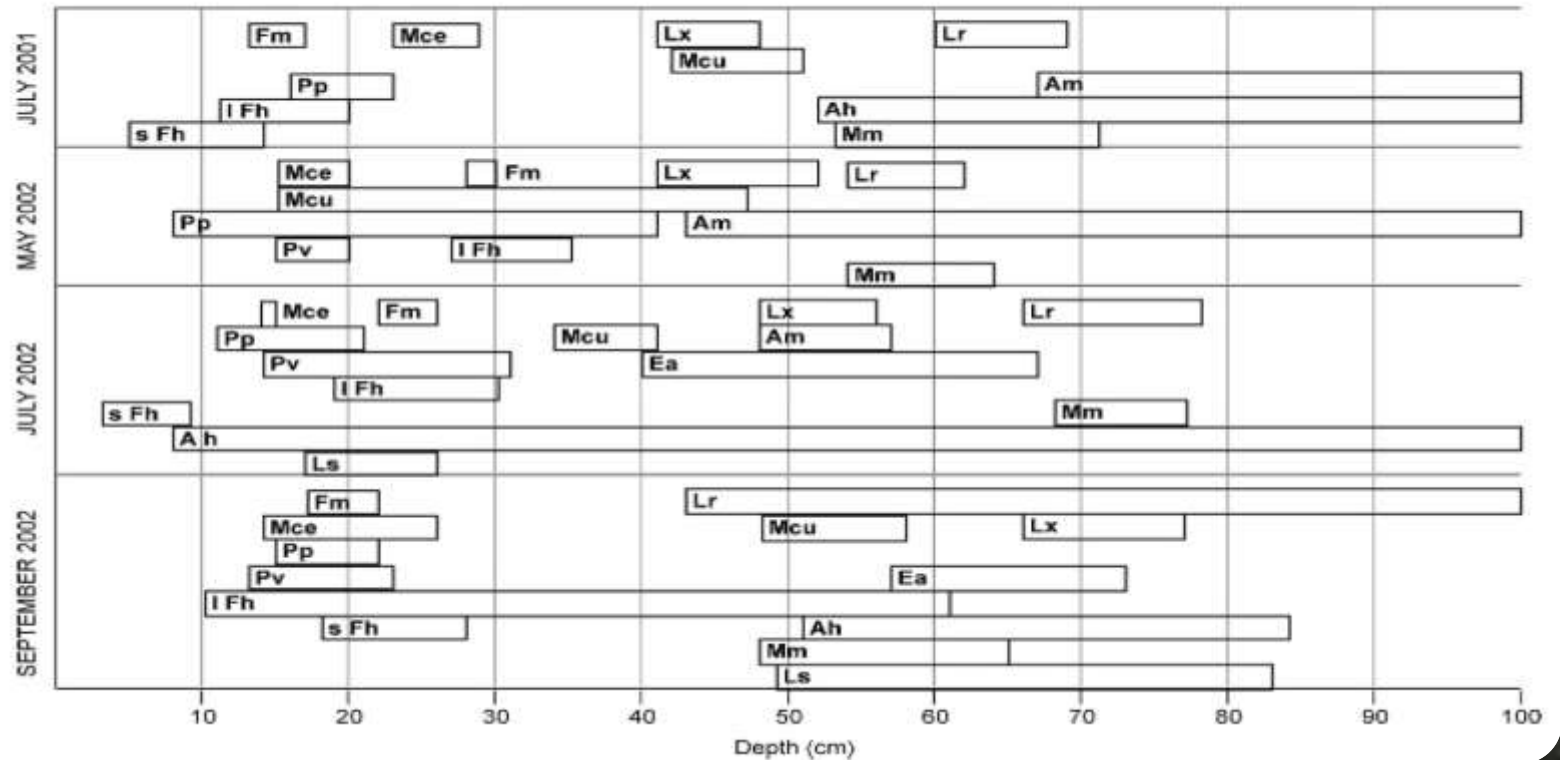 JULY 2001
Fm Mce Lx Lr
Mcu
Pp Am
l Fh Ah
s Fh Mm
MAY 2002
Mce Fm Lx Lr
Mcu
Pp Am
Pv l Fh
Mm
JULY 2002
Mce Fm Lx Lr
Pp Mcu Am
Pv Ea
l Fh
s Fh Mm
A h
Ls
SEPTEMBER 2002
Fm Lr
Mce Mcu Lx
Pp
Pv Ea
l Fh
s Fh Ah
Mm
Ls
10 20 30 40 50 60 70 80 90 100
Depth (cm)